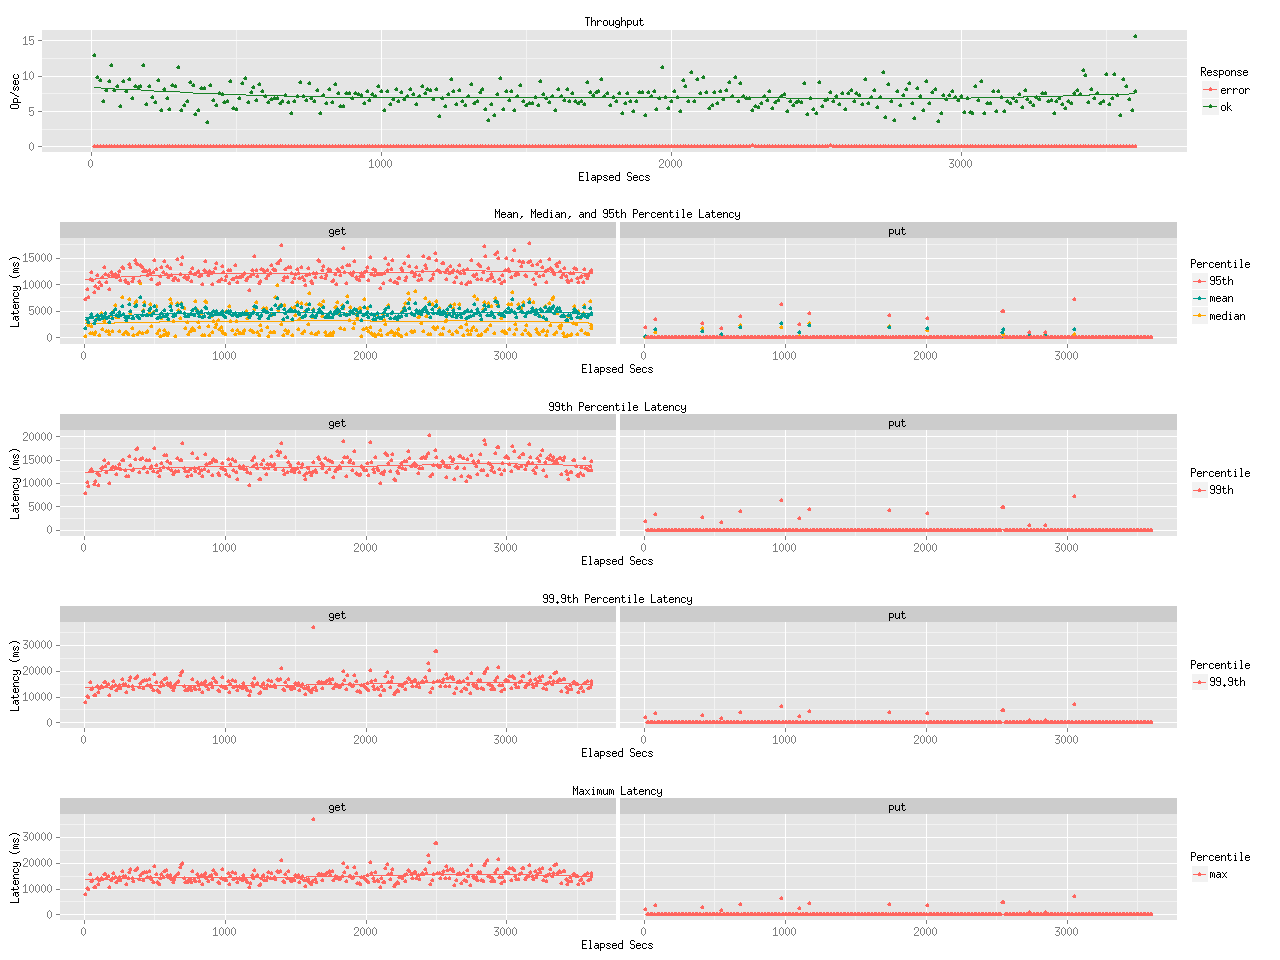 Throughput
15
10
5
0
Op/sec
0 1000 2000 3000
Elapsed Secs
Response
error
ok
Mean, Median, and 95th Percentile Latency
get put
15000
10000
5000
0
Latency (ms)
0 1000 2000 3000 0 1000 2000 3000
Elapsed Secs
Percentile
95th
mean
median
99th Percentile Latency
get put
20000
15000
10000
5000
0
Latency (ms)
0 1000 2000 3000 0 1000 2000 3000
Elapsed Secs
Percentile
99th
99.9th Percentile Latency
get put
30000
20000
10000
0
Latency (ms)
0 1000 2000 3000 0 1000 2000 3000
Elapsed Secs
Percentile
99.9th
Maximum Latency
get put
30000
20000
10000
0
Latency (ms)
0 1000 2000 3000 0 1000 2000 3000
Elapsed Secs
Percentile
max